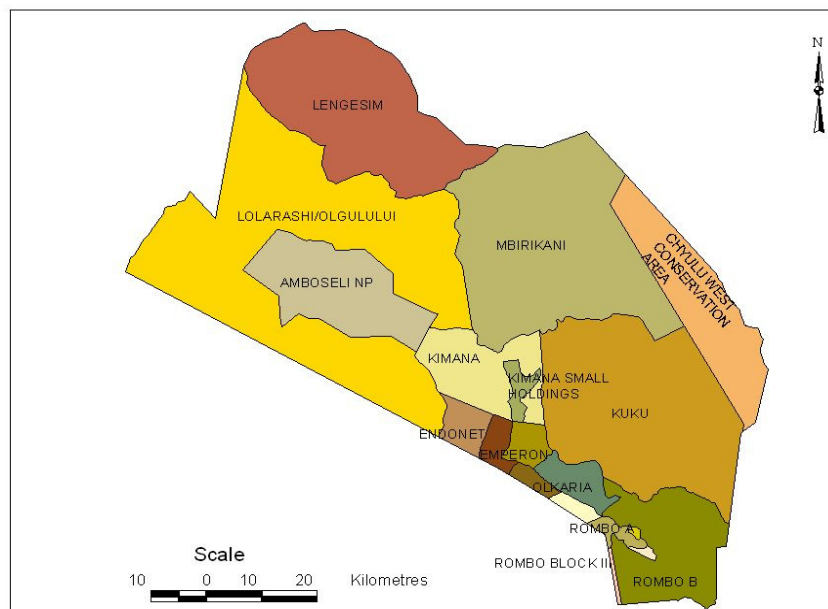 N
LENGESIM
LOLARASHI/OLGULULUI
MBIRIKANI
CHYULU WEST
CONSERVATION
AREA
AMBOSELI NP
KIMANA
KIMANA SMALL
HOLDINGS
KUKU
ENDONET
EMPERON
OLKARIA
ROMBO A
ROMBO BLOCK II
ROMBO B
Scale
10 0 10 20 Kilometres